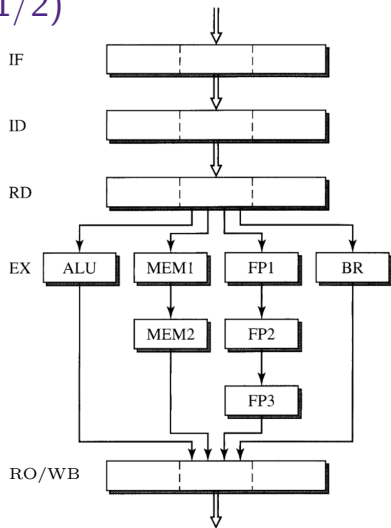 1/2)
IF
ID
RD
EX ALU MEM1 FP1 BR
MEM2 FP2
FP3
RO/WB